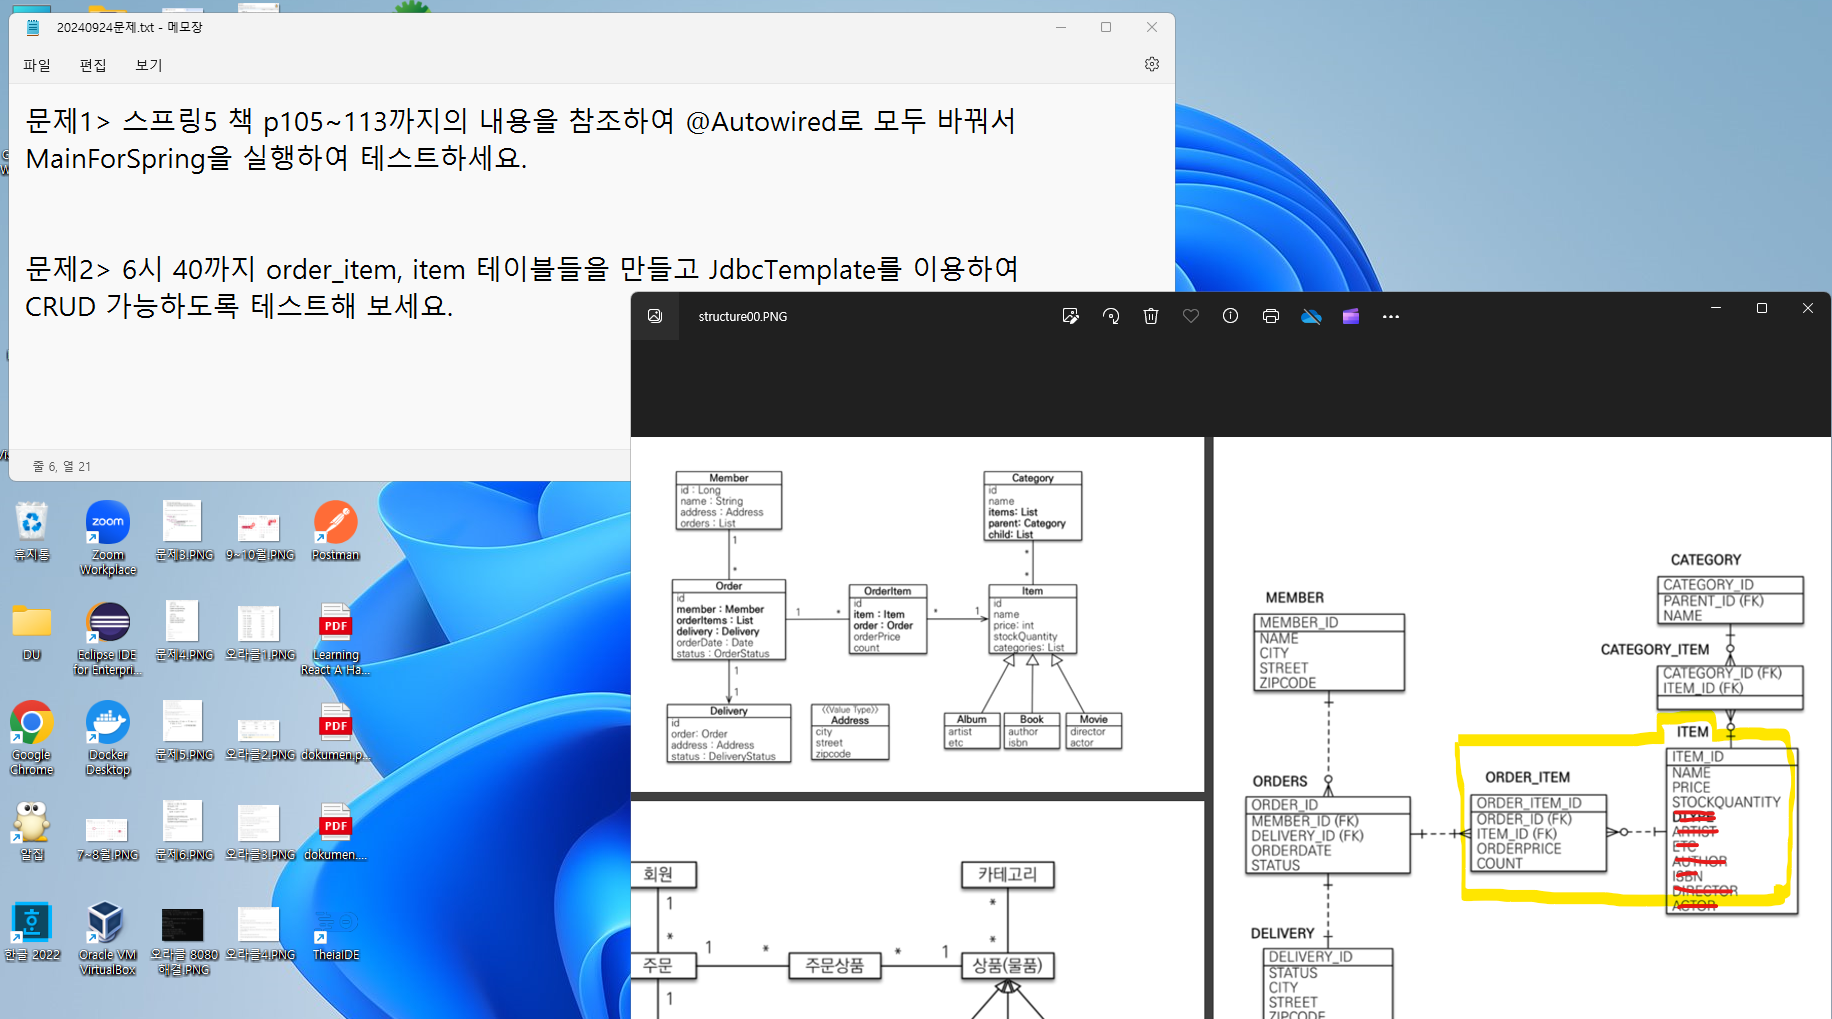 20240924문제.txt - 메모장
파일 편집 보기
문제1> 스프링5 책 p105~113까지의 내용을 참조하여 @Autowired로 모두 바꿔서
MainForSpring을 실행하여 테스트하세요.
문제2> 6시 40까지 order_item, item 테이블들을 만들고 JdbcTemplate를 이용하여
CRUD 가능하도록 테스트해 보세요.
줄 6, 열 21
structure00.PNG
Member
id : Long
name : String
address : Address
orders : List
1
*
Order
id
member : Member
orderItems : List
delivery : Delivery
orderDate : Date
status : OrderStatus
1
*
OrderItem
id
item : Item
order : Order
orderPrice
count
*
1
Category
id
name
items: List
parent: Category
child: List
*
*
Item
id
name
price: int
stockQuantity
categories: List
1
1
Delivery
id
order: Order
address : Address
status : DeliveryStatus
⟨⟨Value Type⟩⟩
Address
city
street
zipcode
Album
artist
etc
Book
author
isbn
Movie
director
actor
회원
1
*
주문
1
*
주문상품
*
1
상품(물품)
카테고리
*
*
1
MEMBER
MEMBER_ID
NAME
CITY
STREET
ZIPCODE
CATEGORY
CATEGORY_ID
PARENT_ID (FK)
NAME
CATEGORY_ITEM
CATEGORY_ID (FK)
ITEM_ID (FK)
ORDERS
ORDER_ID
MEMBER_ID (FK)
DELIVERY_ID (FK)
ORDERDATE
STATUS
ORDER_ITEM
ORDER_ITEM_ID
ORDER_ID (FK)
ITEM_ID (FK)
ORDERPRICE
COUNT
ITEM
ITEM_ID
NAME
PRICE
STOCKQUANTITY
DTYPE
ARTIST
ETC
AUTHOR
ISBN
DIRECTOR
ACTOR
DELIVERY
DELIVERY_ID
STATUS
CITY
STREET
ZIPCODE
휴지통
zoom
Zoom
Workplace
문제3.PNG
9~10월.PNG
Postman
DU
Eclipse IDE
for Enterpri...
문제4.PNG
오라클1.PNG
PDF
Learning
React A Ha...
Google
Chrome
Docker
Desktop
문제5.PNG
오라클2.PNG
PDF
dokumen.p...
알집
7~8월.PNG
문제6.PNG
오라클3.PNG
PDF
dokumen....
한글 2022
Oracle VM
VirtualBox
오라클 8080
해결.PNG
오라클4.PNG
TheiaIDE